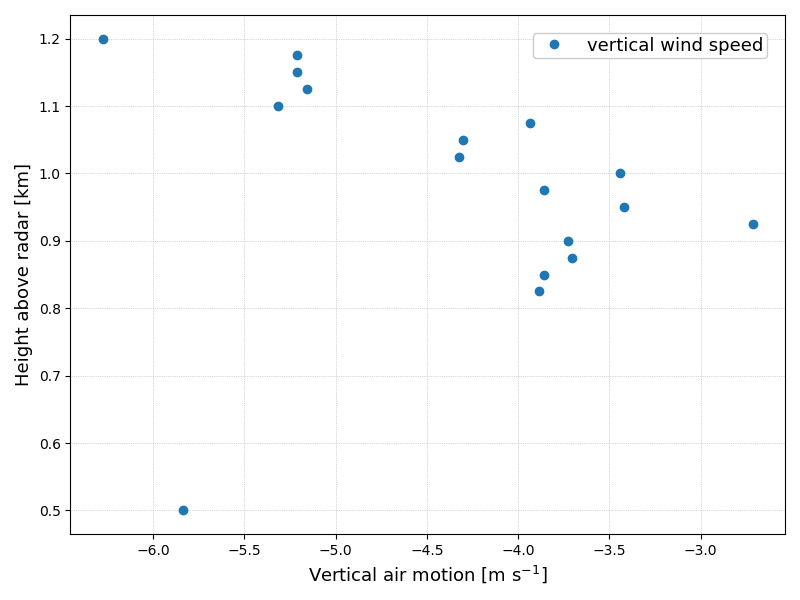 vertical wind speed
1.2
1.1
1.0
0.9
0.8
0.7
0.6
0.5
Height above radar [km]
−6.0 −5.5 −5.0 −4.5 −4.0 −3.5 −3.0
Vertical air motion [m s⁻¹]